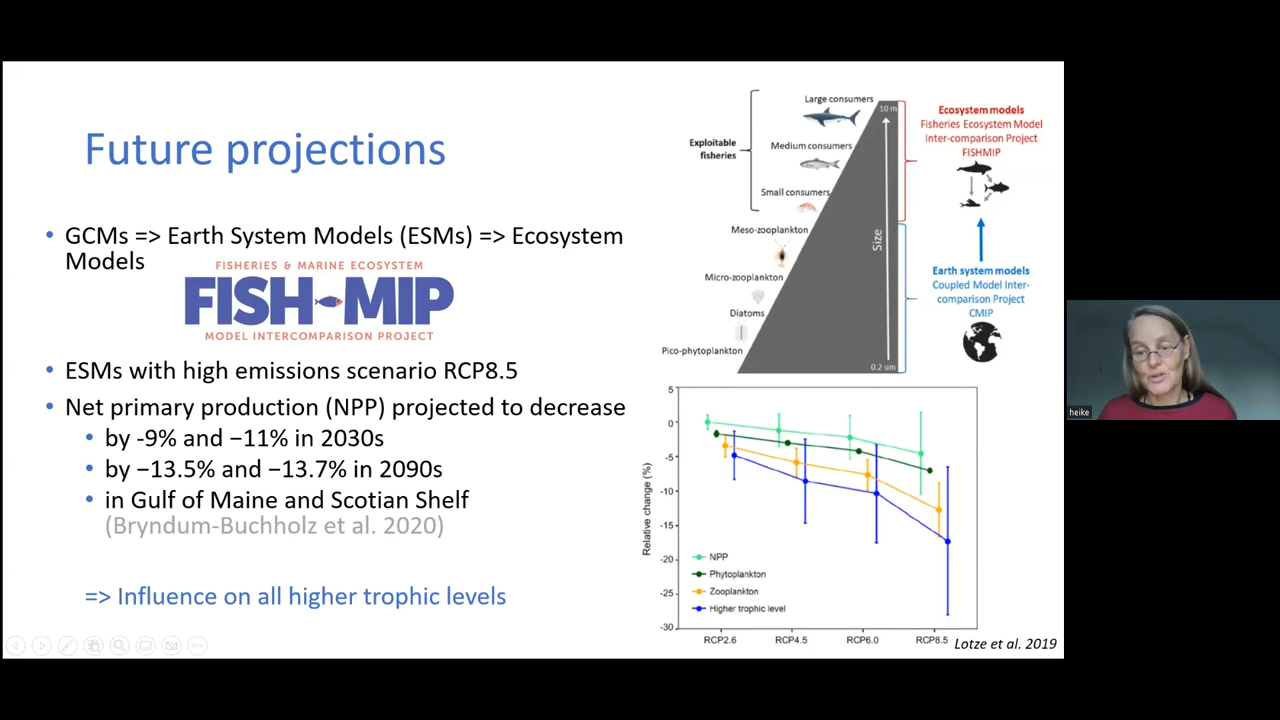 Future projections
• GCMs => Earth System Models (ESMs) => Ecosystem
Models
FISHERIES & MARINE ECOSYSTEM
FISH-MIP
MODEL INTERCOMPARISON PROJECT
• ESMs with high emissions scenario RCP8.5
• Net primary production (NPP) projected to decrease
• by -9% and −11% in 2030s
• by −13.5% and −13.7% in 2090s
• in Gulf of Maine and Scotian Shelf
(Bryndum-Buchholz et al. 2020)
=> Influence on all higher trophic levels
Exploitable
fisheries
Large consumers
Medium consumers
Small consumers
Meso-zooplankton
Micro-zooplankton
Diatoms
Pico-phytoplankton
10 m
Size
0.2 um
Ecosystem models
Fisheries Ecosystem Model
Inter-comparison Project
FISHMIP
Earth system models
Coupled Model Inter-
comparison Project
CMIP
Relative change (%)
5
0
-5
-10
-15
-20
-25
-30
NPP
Phytoplankton
Zooplankton
Higher trophic level
RCP2.6
RCP4.5
RCP6.0
RCP8.5
Lotze et al. 2019
heike